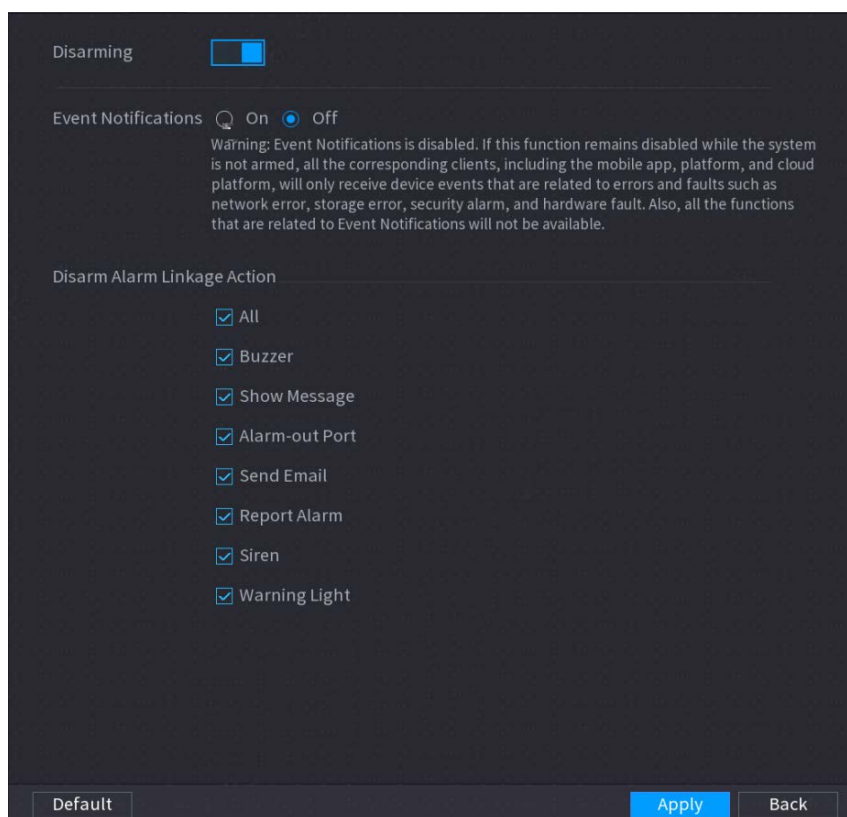 Disarming
Event Notifications On Off
Warning: Event Notifications is disabled. If this function remains disabled while the system
is not armed, all the corresponding clients, including the mobile app, platform, and cloud
platform, will only receive device events that are related to errors and faults such as
network error, storage error, security alarm, and hardware fault. Also, all the functions
that are related to Event Notifications will not be available.
Disarm Alarm Linkage Action
All
Buzzer
Show Message
Alarm-out Port
Send Email
Report Alarm
Siren
Warning Light
Default Apply Back